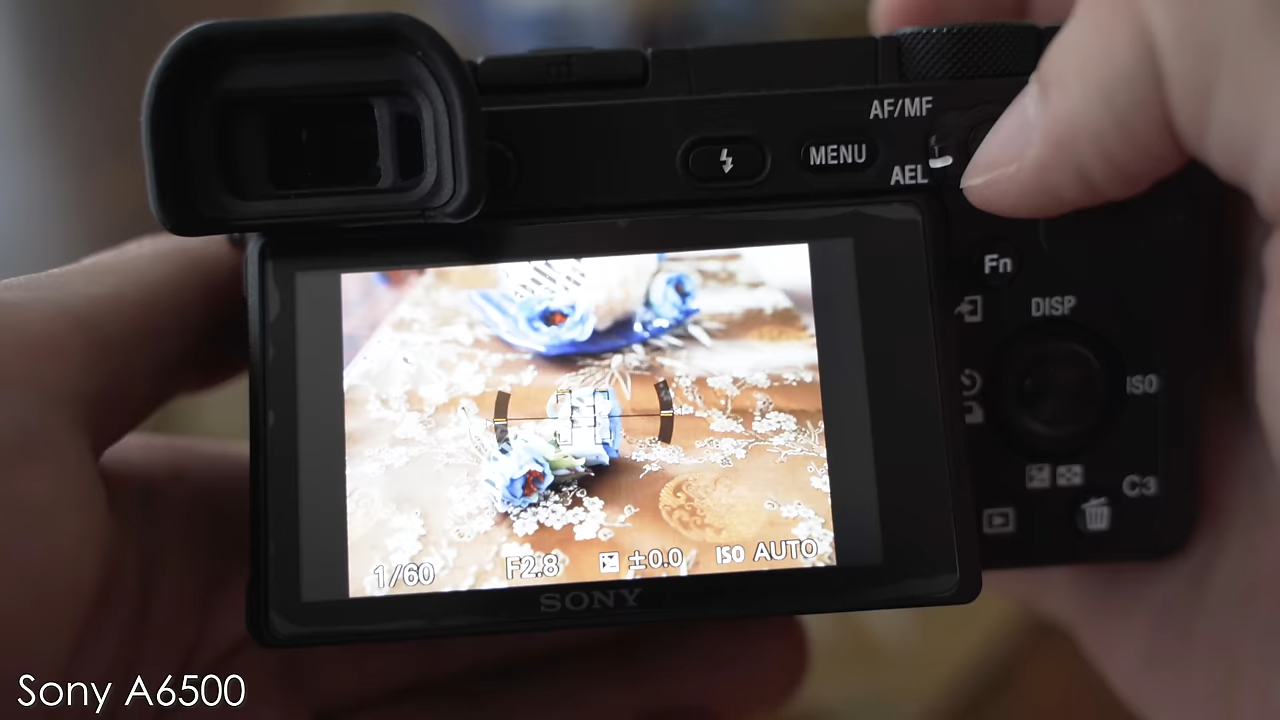 AF/MF
MENU
AEL
Fn
DISP
ISO
C3
1/60 F2.8 ±0.0 ISO AUTO
SONY
Sony A6500